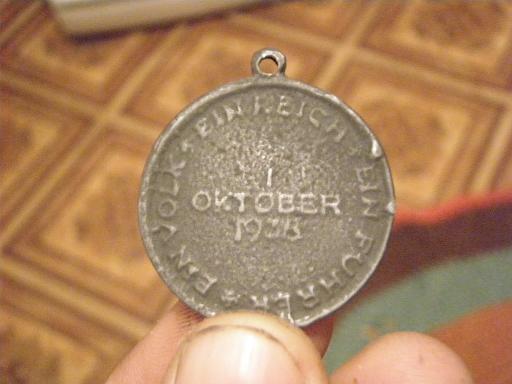 EIN VOLK * EIN REICH * EIN FÜHRER *
1
OKTOBER
1938